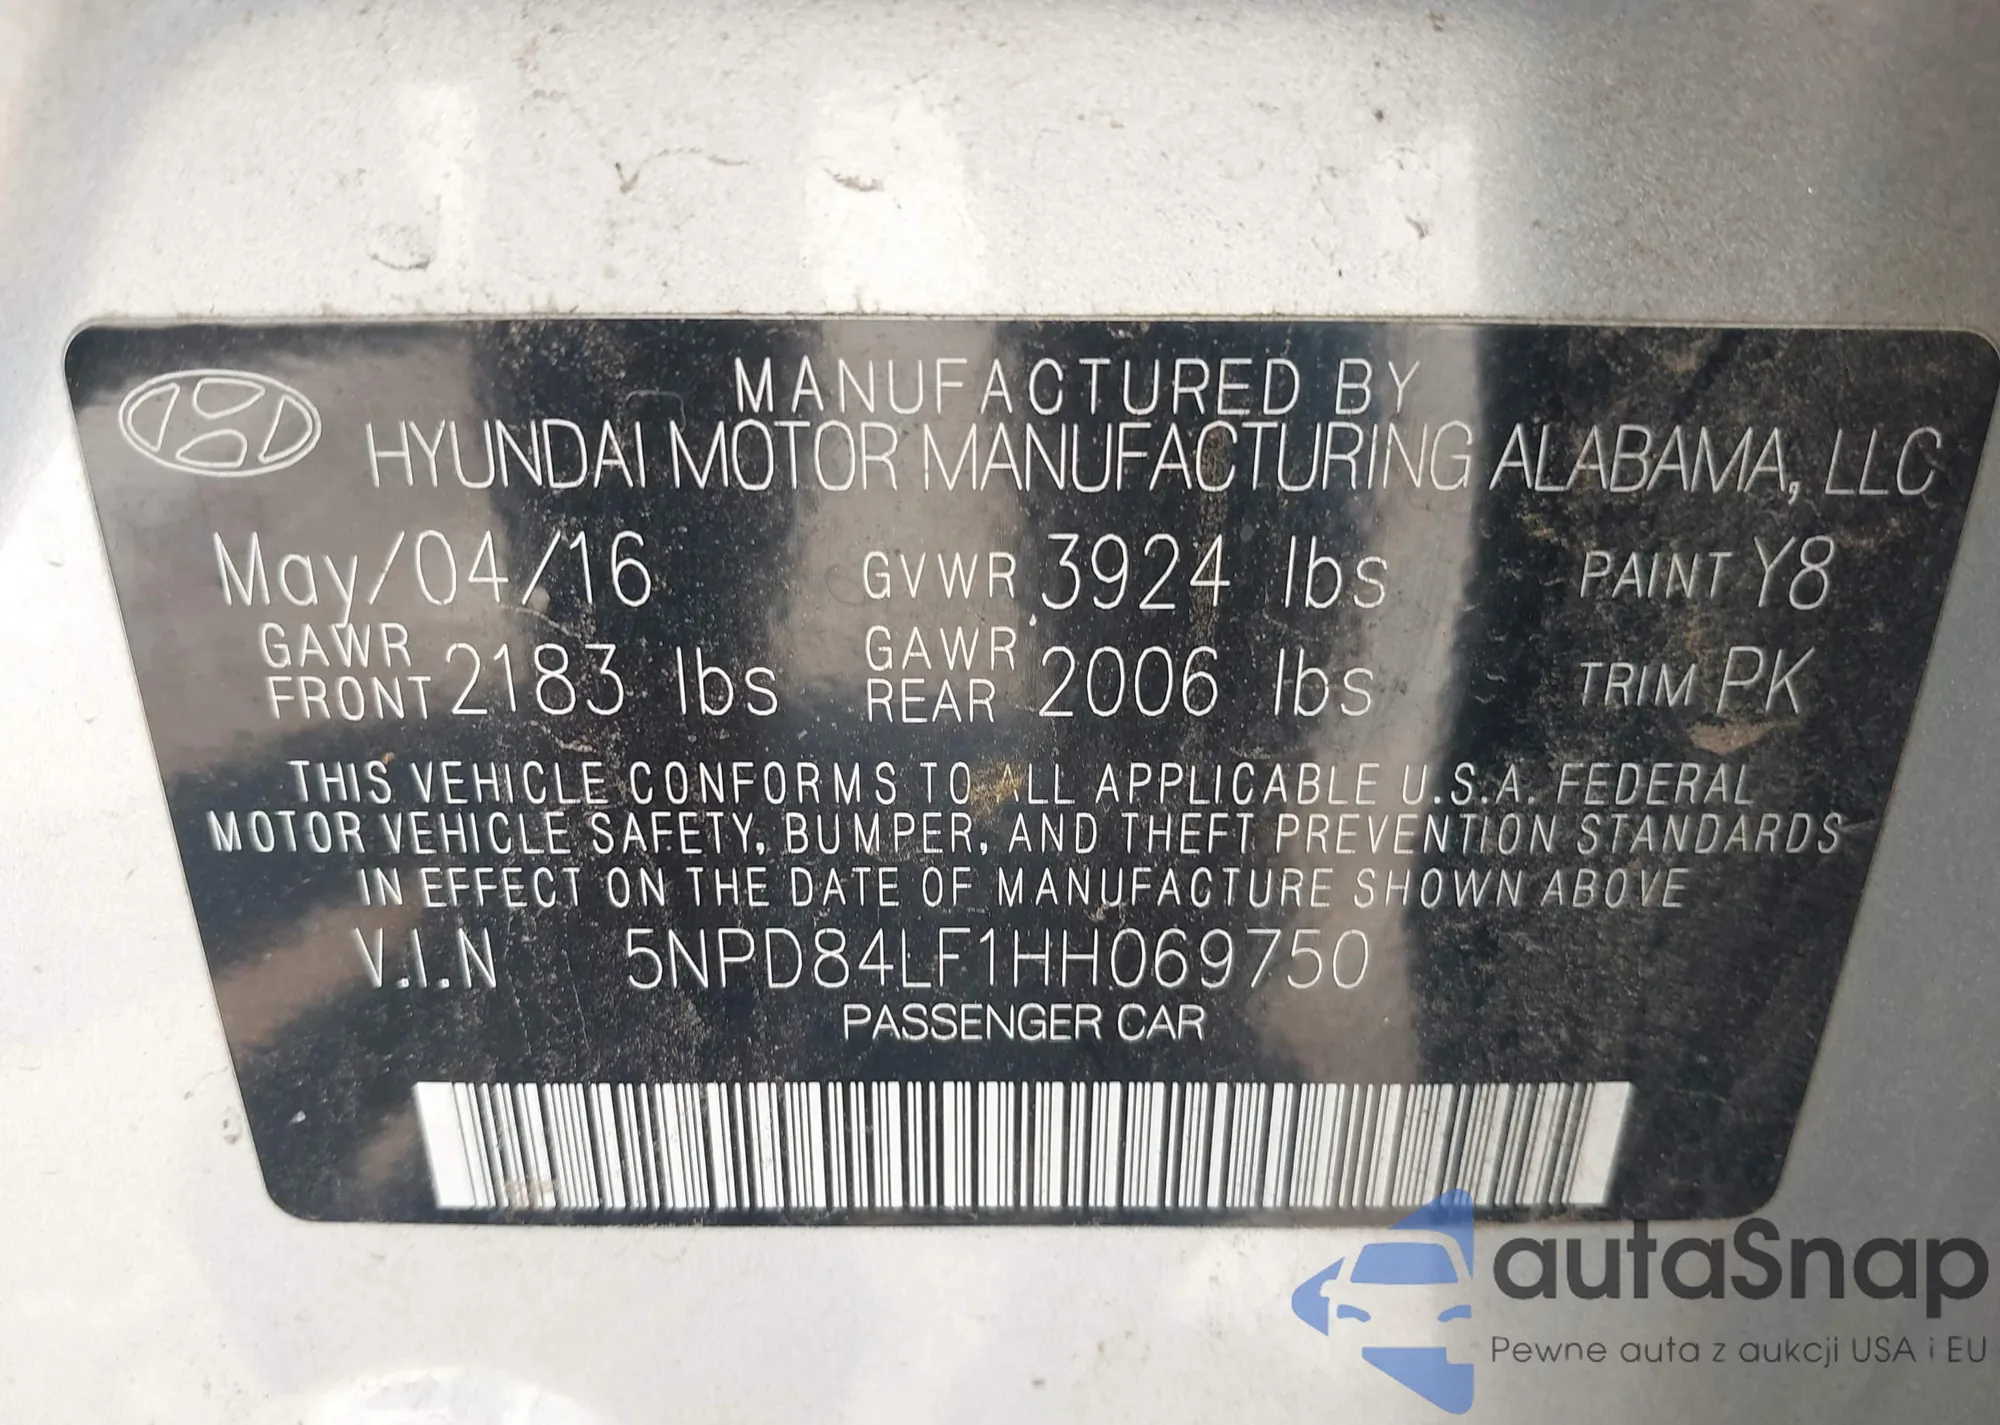 MANUFACTURED BY
HYUNDAI MOTOR MANUFACTURING ALABAMA, LLC
May/04/16 GVWR 3924 lbs PAINT Y8
GAWR FRONT 2183 lbs GAWR REAR 2006 lbs TRIM PK
THIS VEHICLE CONFORMS TO ALL APPLICABLE U.S.A. FEDERAL
MOTOR VEHICLE SAFETY, BUMPER, AND THEFT PREVENTION STANDARDS
IN EFFECT ON THE DATE OF MANUFACTURE SHOWN ABOVE
V.I.N 5NPD84LF1HH069750
PASSENGER CAR
autaSnap
Pewne auta z aukcji USA i EU